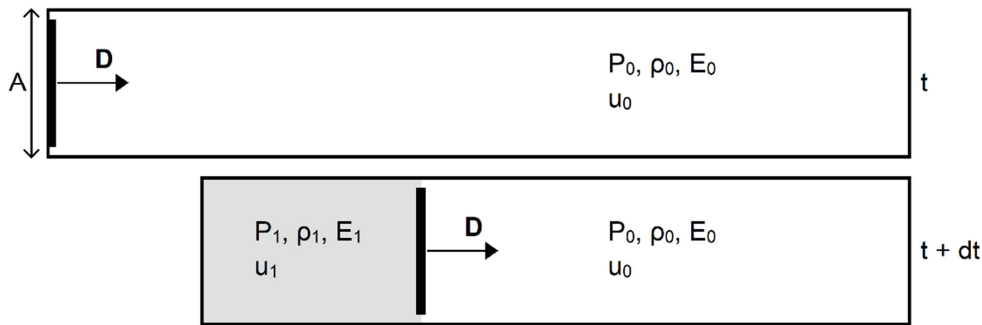 A
D
P₀, ρ₀, E₀
u₀
t
P₁, ρ₁, E₁
u₁
D
P₀, ρ₀, E₀
u₀
t + dt